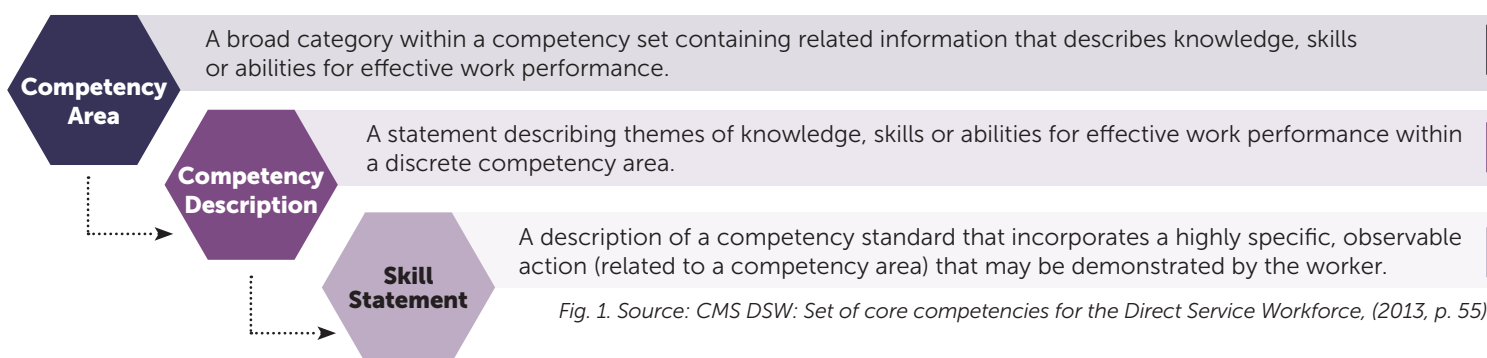 Competency
Area
A broad category within a competency set containing related information that describes knowledge, skills
or abilities for effective work performance.
Competency
Description
A statement describing themes of knowledge, skills or abilities for effective work performance within
a discrete competency area.
Skill
Statement
A description of a competency standard that incorporates a highly specific, observable
action (related to a competency area) that may be demonstrated by the worker.
Fig. 1. Source: CMS DSW: Set of core competencies for the Direct Service Workforce, (2013, p. 55)